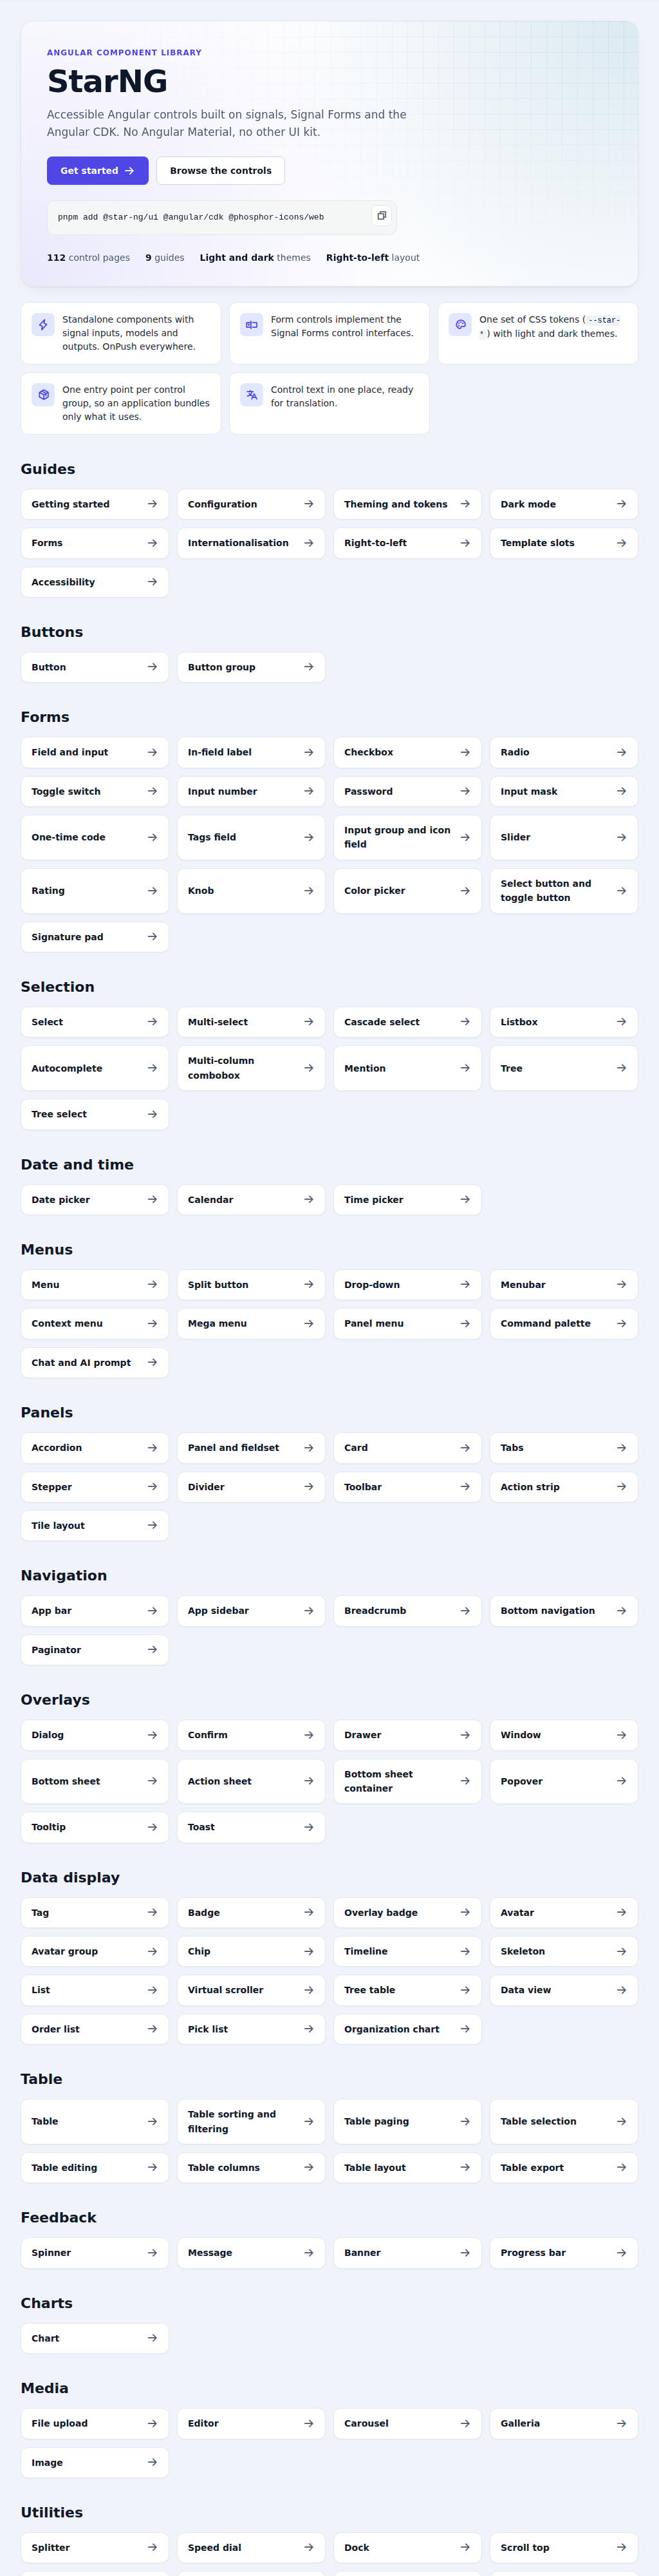 ANGULAR COMPONENT LIBRARY
StarNG
Accessible Angular controls built on signals, Signal Forms and the
Angular CDK. No Angular Material, no other UI kit.
Get started
Browse the controls
pnpm add @star-ng/ui @angular/cdk @phosphor-icons/web
112 control pages 9 guides Light and dark themes Right-to-left layout
Standalone components with
signal inputs, models and
outputs. OnPush everywhere.
Form controls implement the
Signal Forms control interfaces.
One set of CSS tokens (--star-
*) with light and dark themes.
One entry point per control
group, so an application bundles
only what it uses.
Control text in one place, ready
for translation.
Guides
Getting started
Configuration
Theming and tokens
Dark mode
Forms
Internationalisation
Right-to-left
Template slots
Accessibility
Buttons
Button
Button group
Forms
Field and input
In-field label
Checkbox
Radio
Toggle switch
Input number
Password
Input mask
One-time code
Tags field
Input group and icon
field
Slider
Rating
Knob
Color picker
Select button and
toggle button
Signature pad
Selection
Select
Multi-select
Cascade select
Listbox
Autocomplete
Multi-column
combobox
Mention
Tree
Tree select
Date and time
Date picker
Calendar
Time picker
Menus
Menu
Split button
Drop-down
Menubar
Context menu
Mega menu
Panel menu
Command palette
Chat and AI prompt
Panels
Accordion
Panel and fieldset
Card
Tabs
Stepper
Divider
Toolbar
Action strip
Tile layout
Navigation
App bar
App sidebar
Breadcrumb
Bottom navigation
Paginator
Overlays
Dialog
Confirm
Drawer
Window
Bottom sheet
Action sheet
Bottom sheet
container
Popover
Tooltip
Toast
Data display
Tag
Badge
Overlay badge
Avatar
Avatar group
Chip
Timeline
Skeleton
List
Virtual scroller
Tree table
Data view
Order list
Pick list
Organization chart
Table
Table
Table sorting and
filtering
Table paging
Table selection
Table editing
Table columns
Table layout
Table export
Feedback
Spinner
Message
Banner
Progress bar
Charts
Chart
Media
File upload
Editor
Carousel
Galleria
Image
Utilities
Splitter
Speed dial
Dock
Scroll top